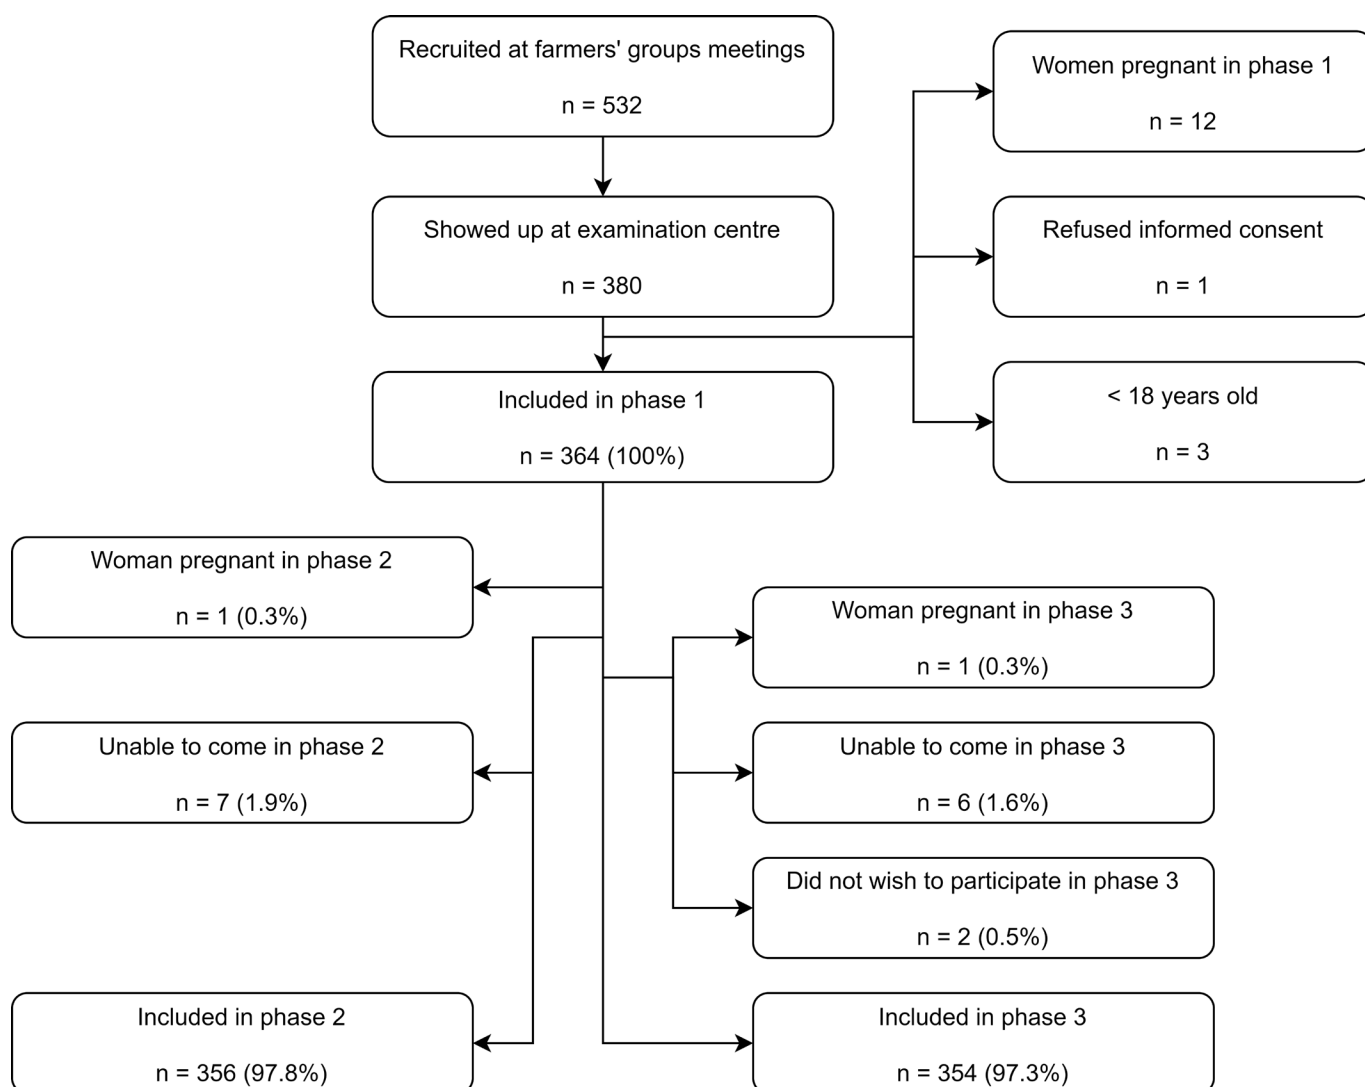 Recruited at farmers' groups meetings
n = 532
Women pregnant in phase 1
n = 12
Showed up at examination centre
n = 380
Refused informed consent
n = 1
Included in phase 1
n = 364 (100%)
< 18 years old
n = 3
Woman pregnant in phase 2
n = 1 (0.3%)
Woman pregnant in phase 3
n = 1 (0.3%)
Unable to come in phase 2
n = 7 (1.9%)
Unable to come in phase 3
n = 6 (1.6%)
Did not wish to participate in phase 3
n = 2 (0.5%)
Included in phase 2
n = 356 (97.8%)
Included in phase 3
n = 354 (97.3%)